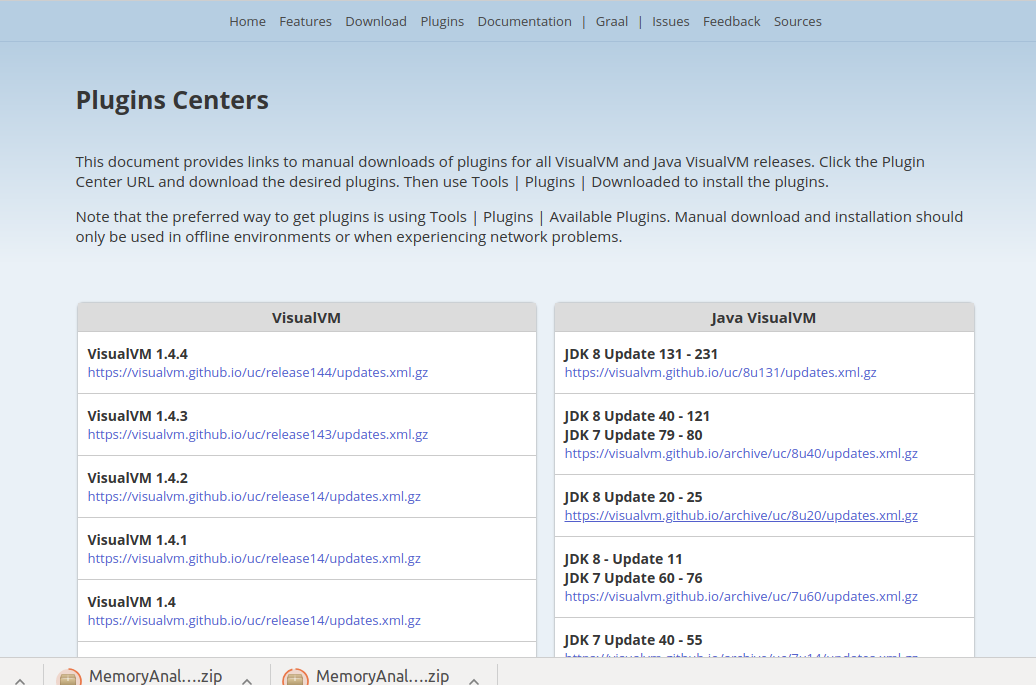 Home Features Download Plugins Documentation | Graal | Issues Feedback Sources
Plugins Centers
This document provides links to manual downloads of plugins for all VisualVM and Java VisualVM releases. Click the Plugin
Center URL and download the desired plugins. Then use Tools | Plugins | Downloaded to install the plugins.
Note that the preferred way to get plugins is using Tools | Plugins | Available Plugins. Manual download and installation should
only be used in offline environments or when experiencing network problems.
VisualVM
VisualVM 1.4.4
https://visualvm.github.io/uc/release144/updates.xml.gz
VisualVM 1.4.3
https://visualvm.github.io/uc/release143/updates.xml.gz
VisualVM 1.4.2
https://visualvm.github.io/uc/release14/updates.xml.gz
VisualVM 1.4.1
https://visualvm.github.io/uc/release14/updates.xml.gz
VisualVM 1.4
https://visualvm.github.io/uc/release14/updates.xml.gz
Java VisualVM
JDK 8 Update 131 - 231
https://visualvm.github.io/uc/8u131/updates.xml.gz
JDK 8 Update 40 - 121
JDK 7 Update 79 - 80
https://visualvm.github.io/archive/uc/8u40/updates.xml.gz
JDK 8 Update 20 - 25
https://visualvm.github.io/archive/uc/8u20/updates.xml.gz
JDK 8 - Update 11
JDK 7 Update 60 - 76
https://visualvm.github.io/archive/uc/7u60/updates.xml.gz
JDK 7 Update 40 - 55
MemoryAnal....zip
MemoryAnal....zip